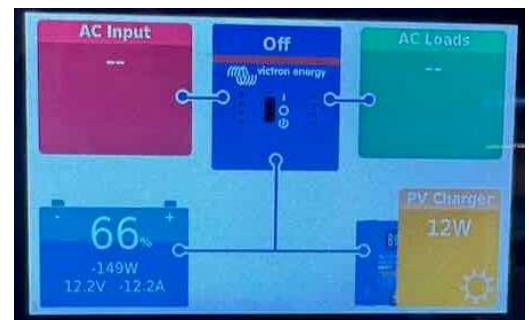 AC Input
--
Off
victron energy
I
O
AC Loads
--
- +
66%
-149W
12.2V -12.2A
PV Charger
12W